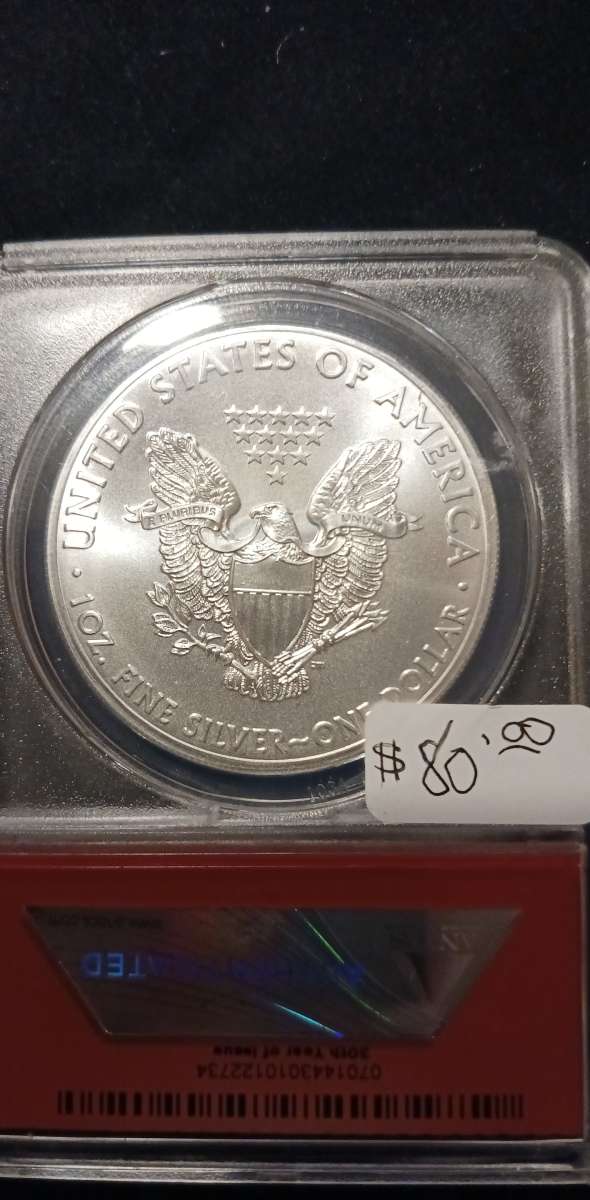 UNITED STATES OF AMERICA
E PLURIBUS UNUM
1 OZ. FINE SILVER~ONE DOLLAR
$80.00
AUTHENTICATED
30th Year of Issue
0701443010122734